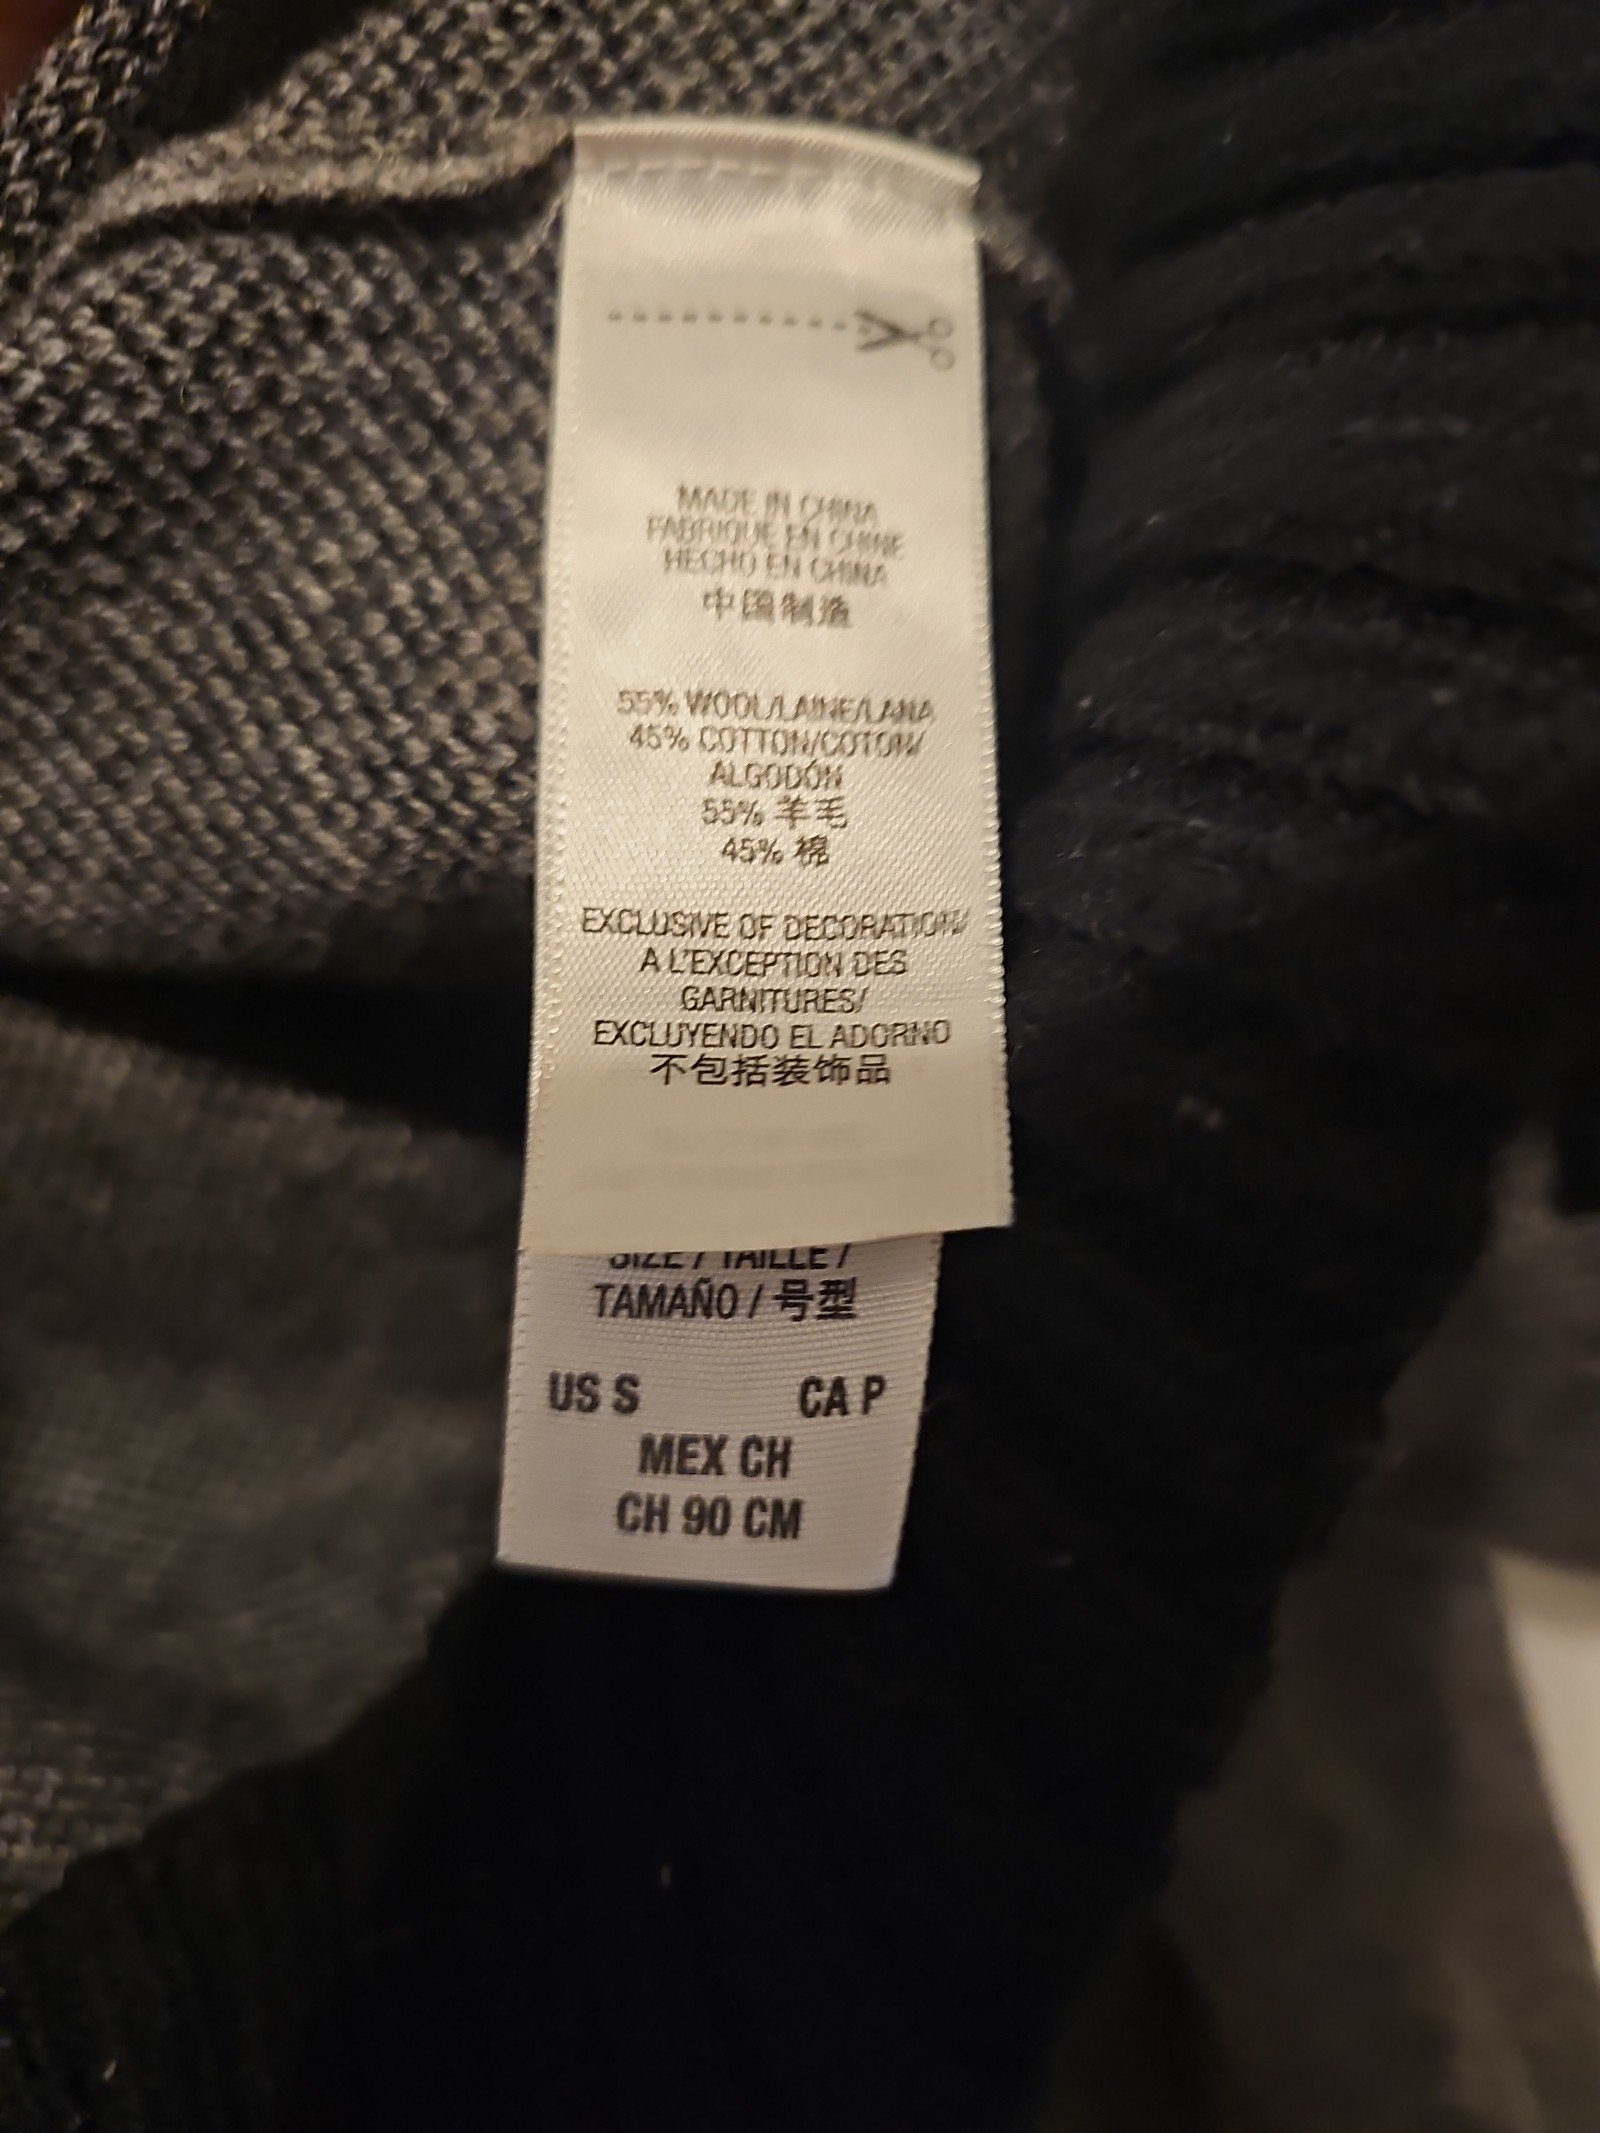 MADE IN CHINA
FABRIQUE EN CHINE
HECHO EN CHINA
中国制造
55% WOOL/LAINE/LANA
45% COTTON/COTON/
ALGODÓN
55% 羊毛
45% 棉
EXCLUSIVE OF DECORATION/
A L'EXCEPTION DES
GARNITURES/
EXCLUYENDO EL ADORNO
不包括装饰品
SIZE / TAILLE /
TAMAÑO / 号型
US S CA P
MEX CH
CH 90 CM